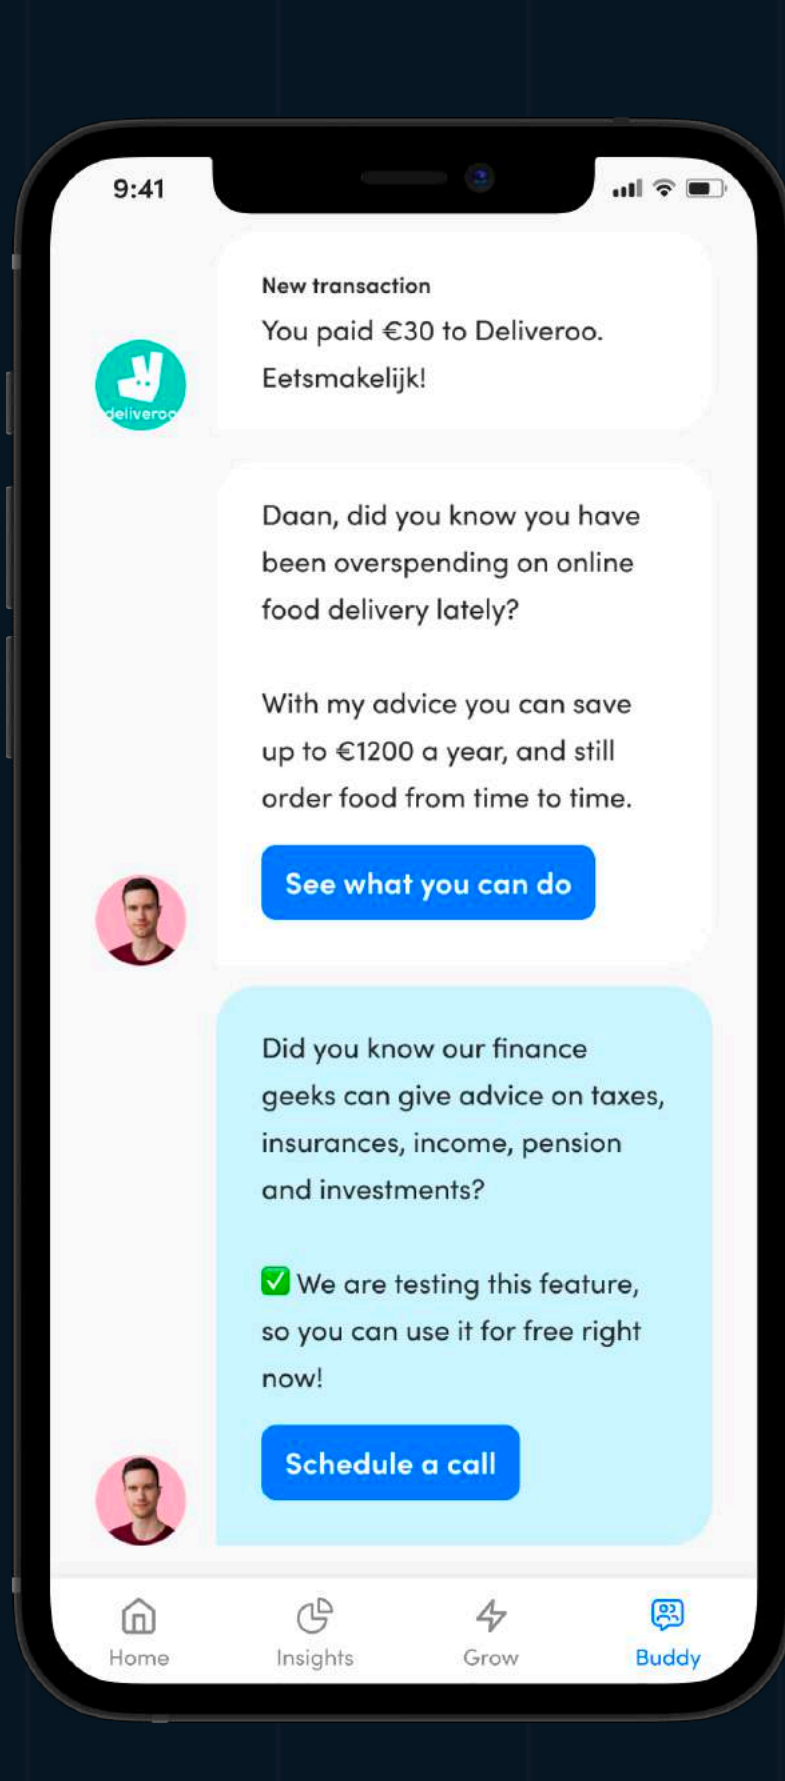 9:41
New transaction
You paid €30 to Deliveroo.
Eetsmakelijk!
deliveroo
Daan, did you know you have
been overspending on online
food delivery lately?
With my advice you can save
up to €1200 a year, and still
order food from time to time.
See what you can do
Did you know our finance
geeks can give advice on taxes,
insurances, income, pension
and investments?
✅ We are testing this feature,
so you can use it for free right
now!
Schedule a call
Home
Insights
Grow
Buddy